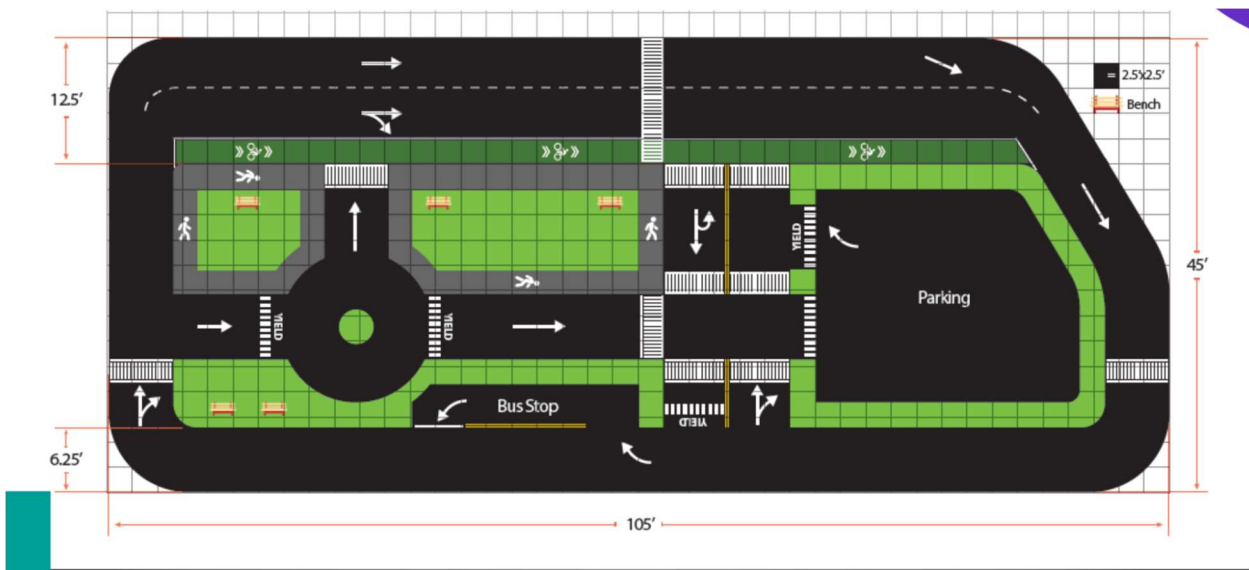 12.5'
= 2.5'x2.5'
Bench
YIELD
45'
Parking
YIELD
YIELD
Bus Stop
YIELD
6.25'
105'